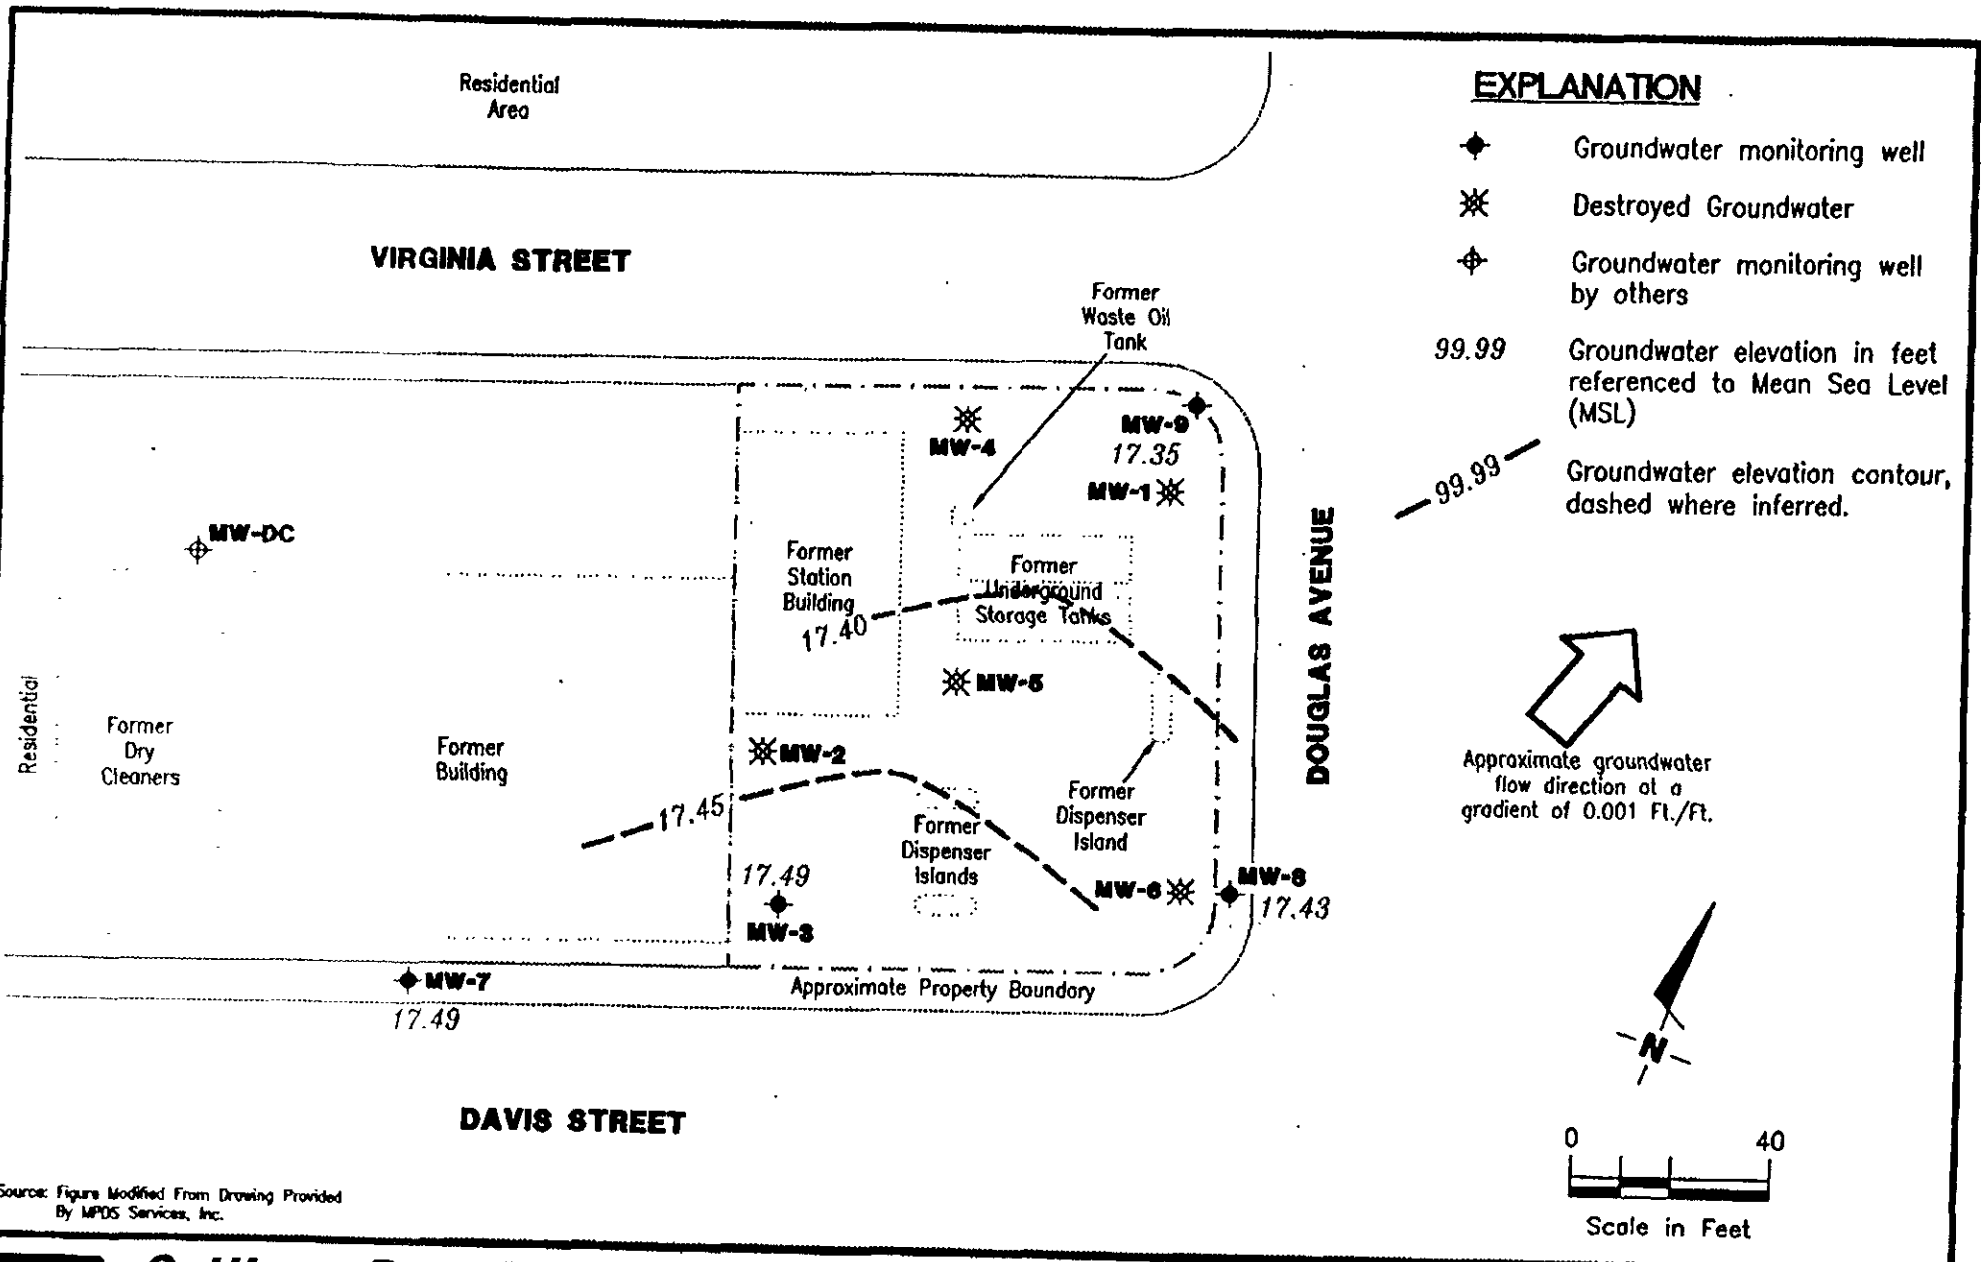 Residential
Area
VIRGINIA STREET
Former
Waste Oil
Tank
MW-4
MW-9
17.35
MW-1
MW-DC
Former
Station
Building
Former
Underground
Storage Tanks
17.40
MW-5
MW-2
Residential
Former
Dry
Cleaners
Former
Building
17.45
Former
Dispenser
Islands
Former
Dispenser
Island
17.49
MW-3
MW-6
MW-8
17.43
MW-7
17.49
Approximate Property Boundary
DOUGLAS AVENUE
DAVIS STREET
EXPLANATION
Groundwater monitoring well
Destroyed Groundwater
Groundwater monitoring well
by others
99.99 Groundwater elevation in feet
referenced to Mean Sea Level
(MSL)
99.99 Groundwater elevation contour,
dashed where inferred.
Approximate groundwater
flow direction at a
gradient of 0.001 Ft./Ft.
N
0 40
Scale in Feet
Source: Figure Modified From Drawing Provided
By MPDS Services, Inc.